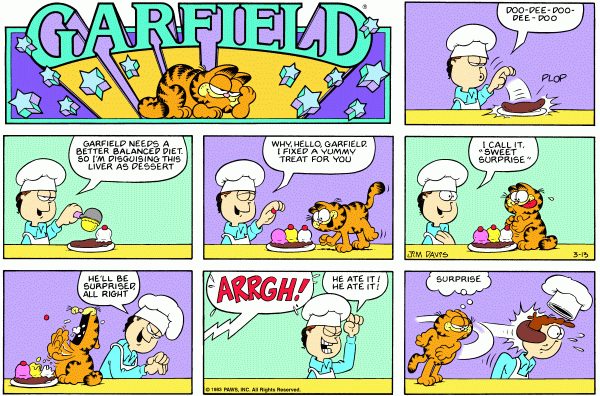 GARFIELD
®
DOO-DEE-DOO-
DEE-DOO
PLOP
GARFIELD NEEDS A
BETTER BALANCED DIET.
SO I'M DISGUISING THIS
LIVER AS DESSERT
WHY, HELLO, GARFIELD.
I FIXED A YUMMY
TREAT FOR YOU
I CALL IT.
"SWEET
SURPRISE"
JIM DAVIS
3-13
HE'LL BE
SURPRISED,
ALL RIGHT
ARRGH!
HE ATE IT!
HE ATE IT!
© 1983 PAWS, INC. All Rights Reserved.
SURPRISE